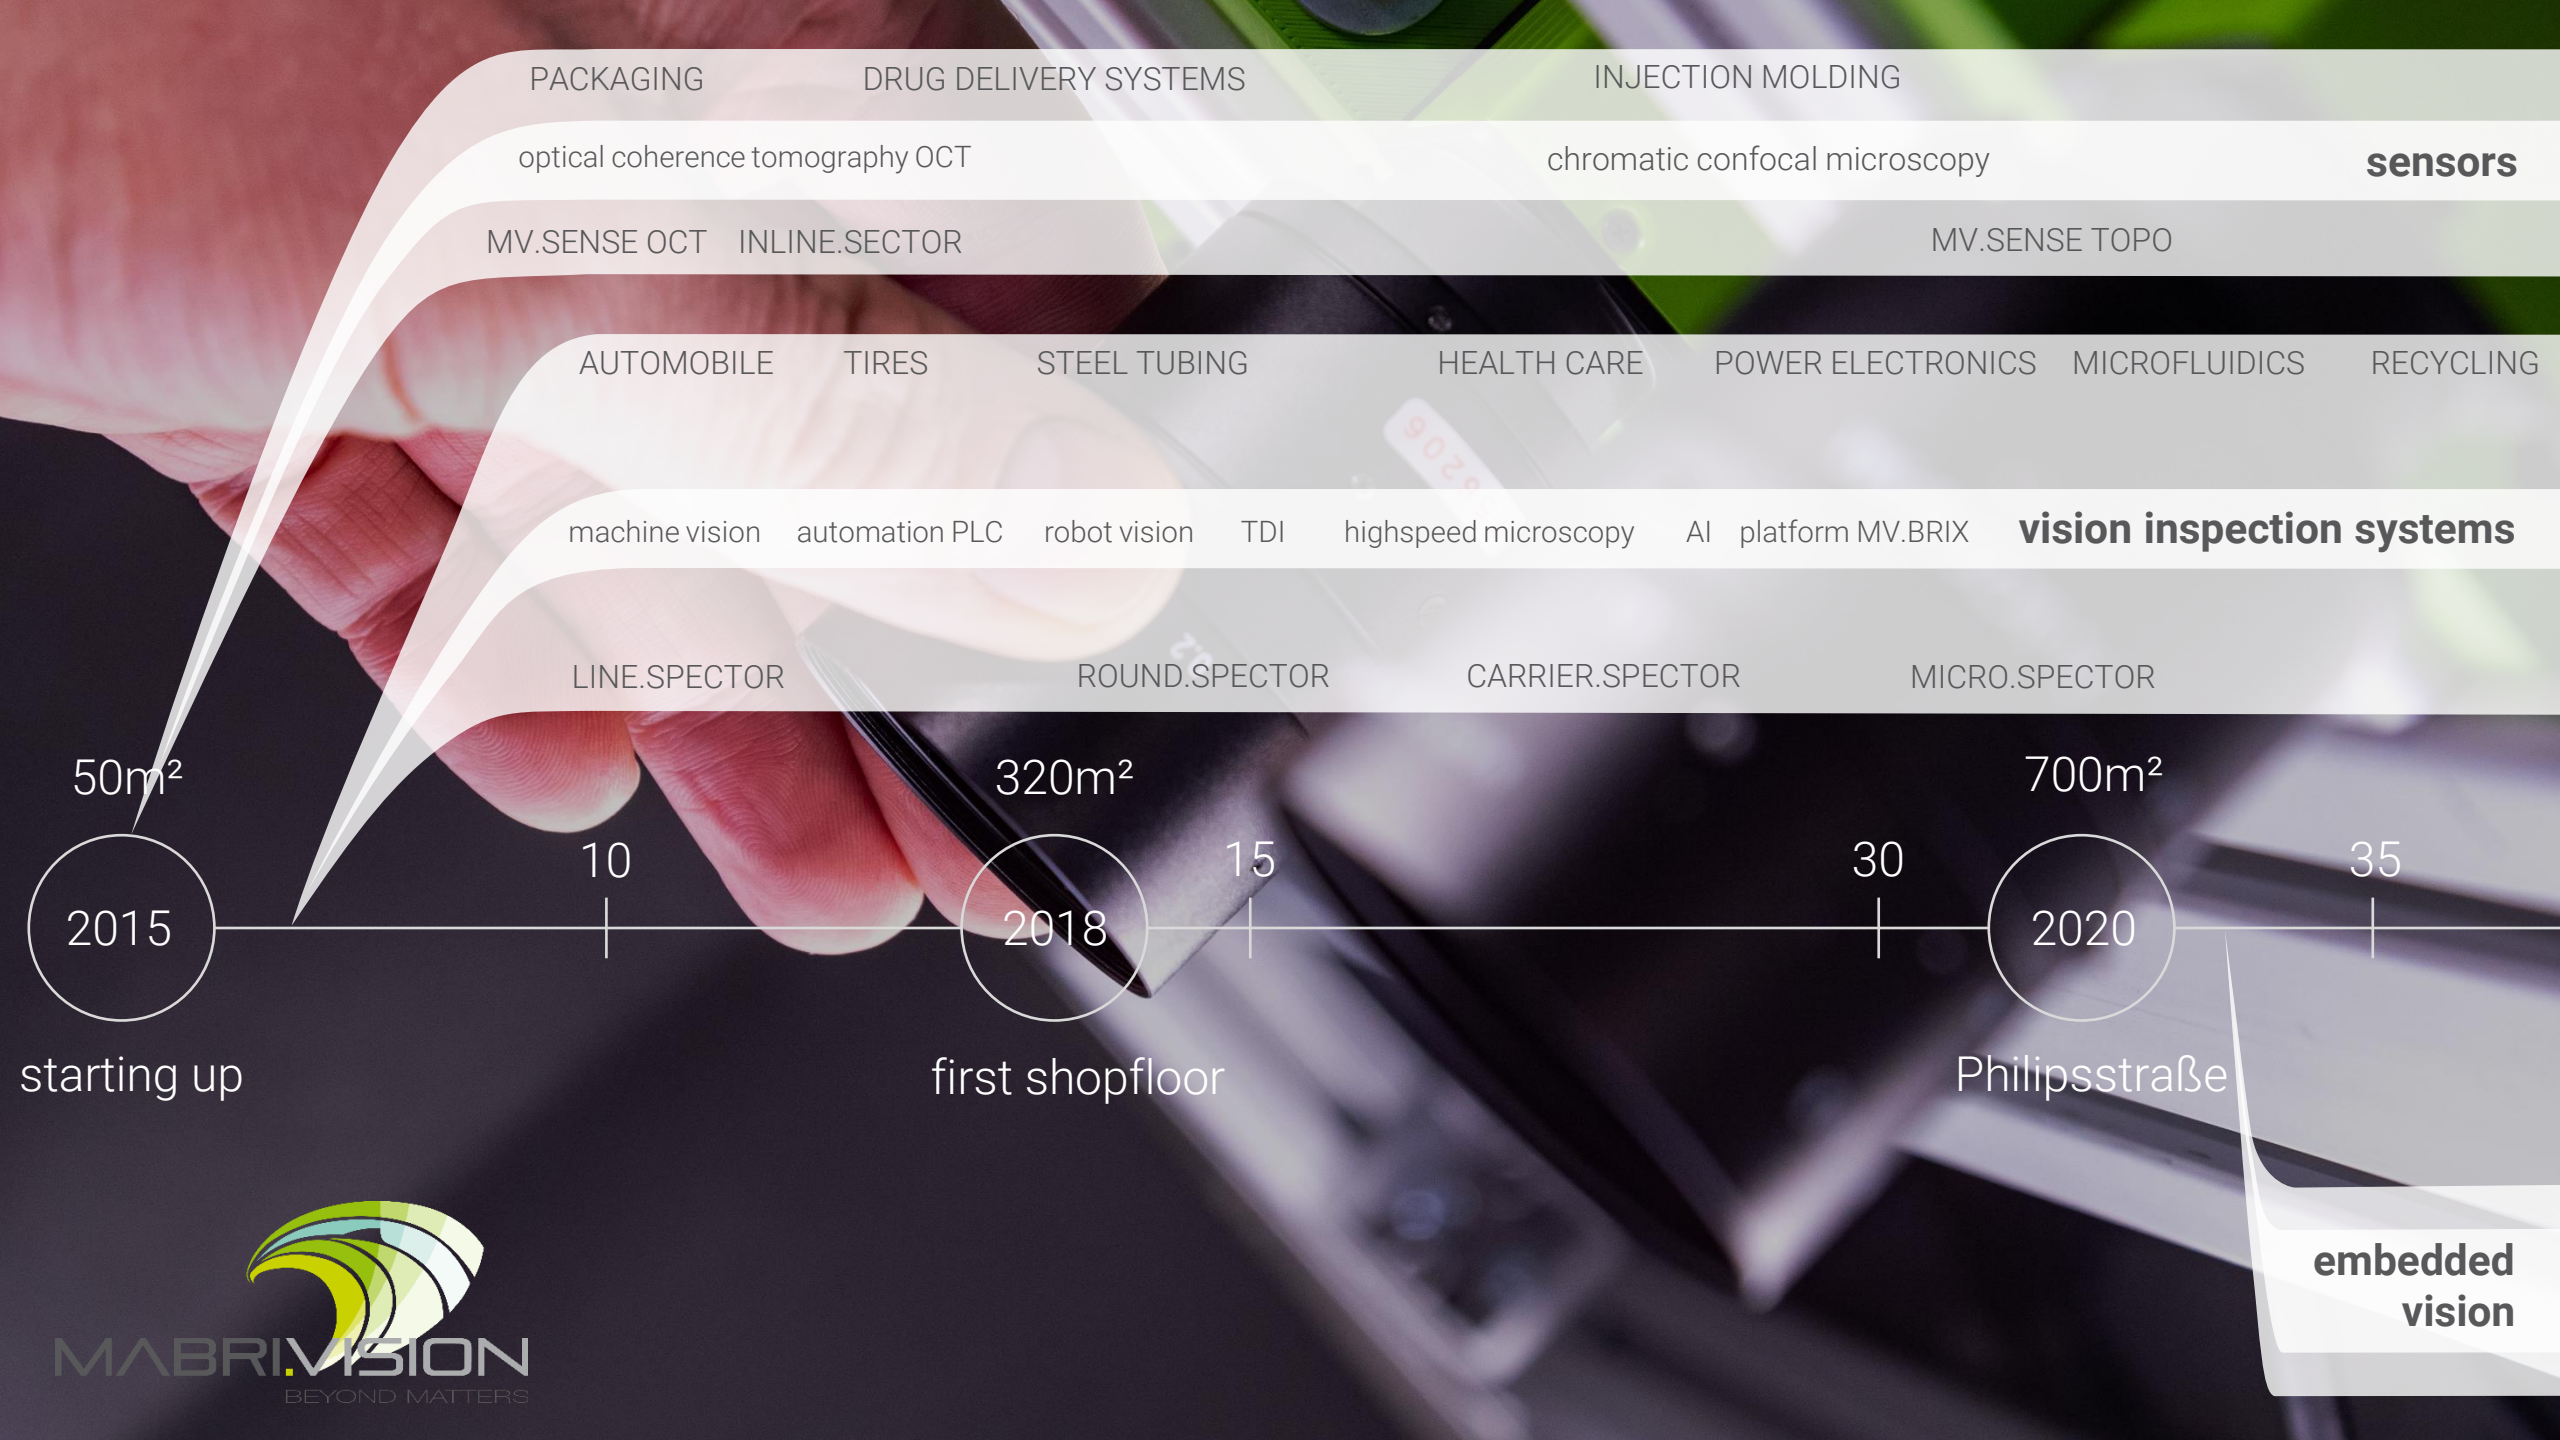 PACKAGING DRUG DELIVERY SYSTEMS INJECTION MOLDING
optical coherence tomography OCT chromatic confocal microscopy sensors
MV.SENSE OCT INLINE.SECTOR MV.SENSE TOPO
AUTOMOBILE TIRES STEEL TUBING HEALTH CARE POWER ELECTRONICS MICROFLUIDICS RECYCLING
machine vision automation PLC robot vision TDI highspeed microscopy AI platform MV.BRIX vision inspection systems
LINE.SPECTOR ROUND.SPECTOR CARRIER.SPECTOR MICRO.SPECTOR
50m² 320m² 700m²
10 15 30 35
2015 2018 2020
starting up first shopfloor Philipsstraße
embedded
vision
MABRI.VISION
BEYOND MATTERS